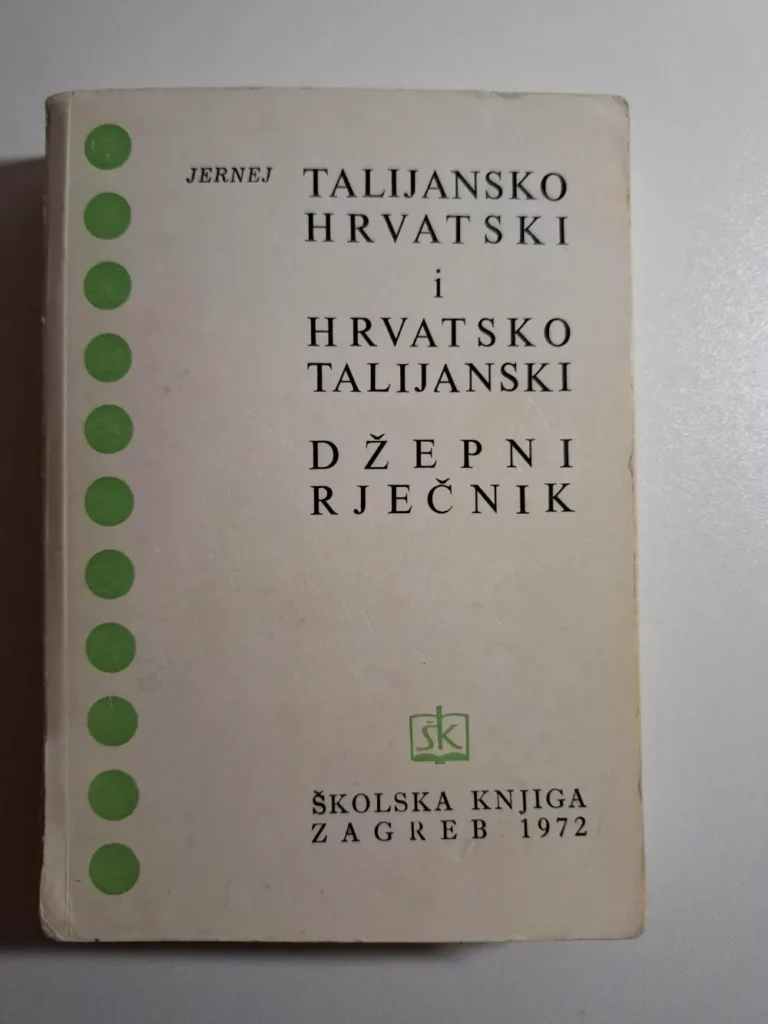 JERNEJ TALIJANSKO
HRVATSKI
i
HRVATSKO
TALIJANSKI
DŽEPNI
RJEČNIK
ŠK
ŠKOLSKA KNJIGA
ZAGREB 1972